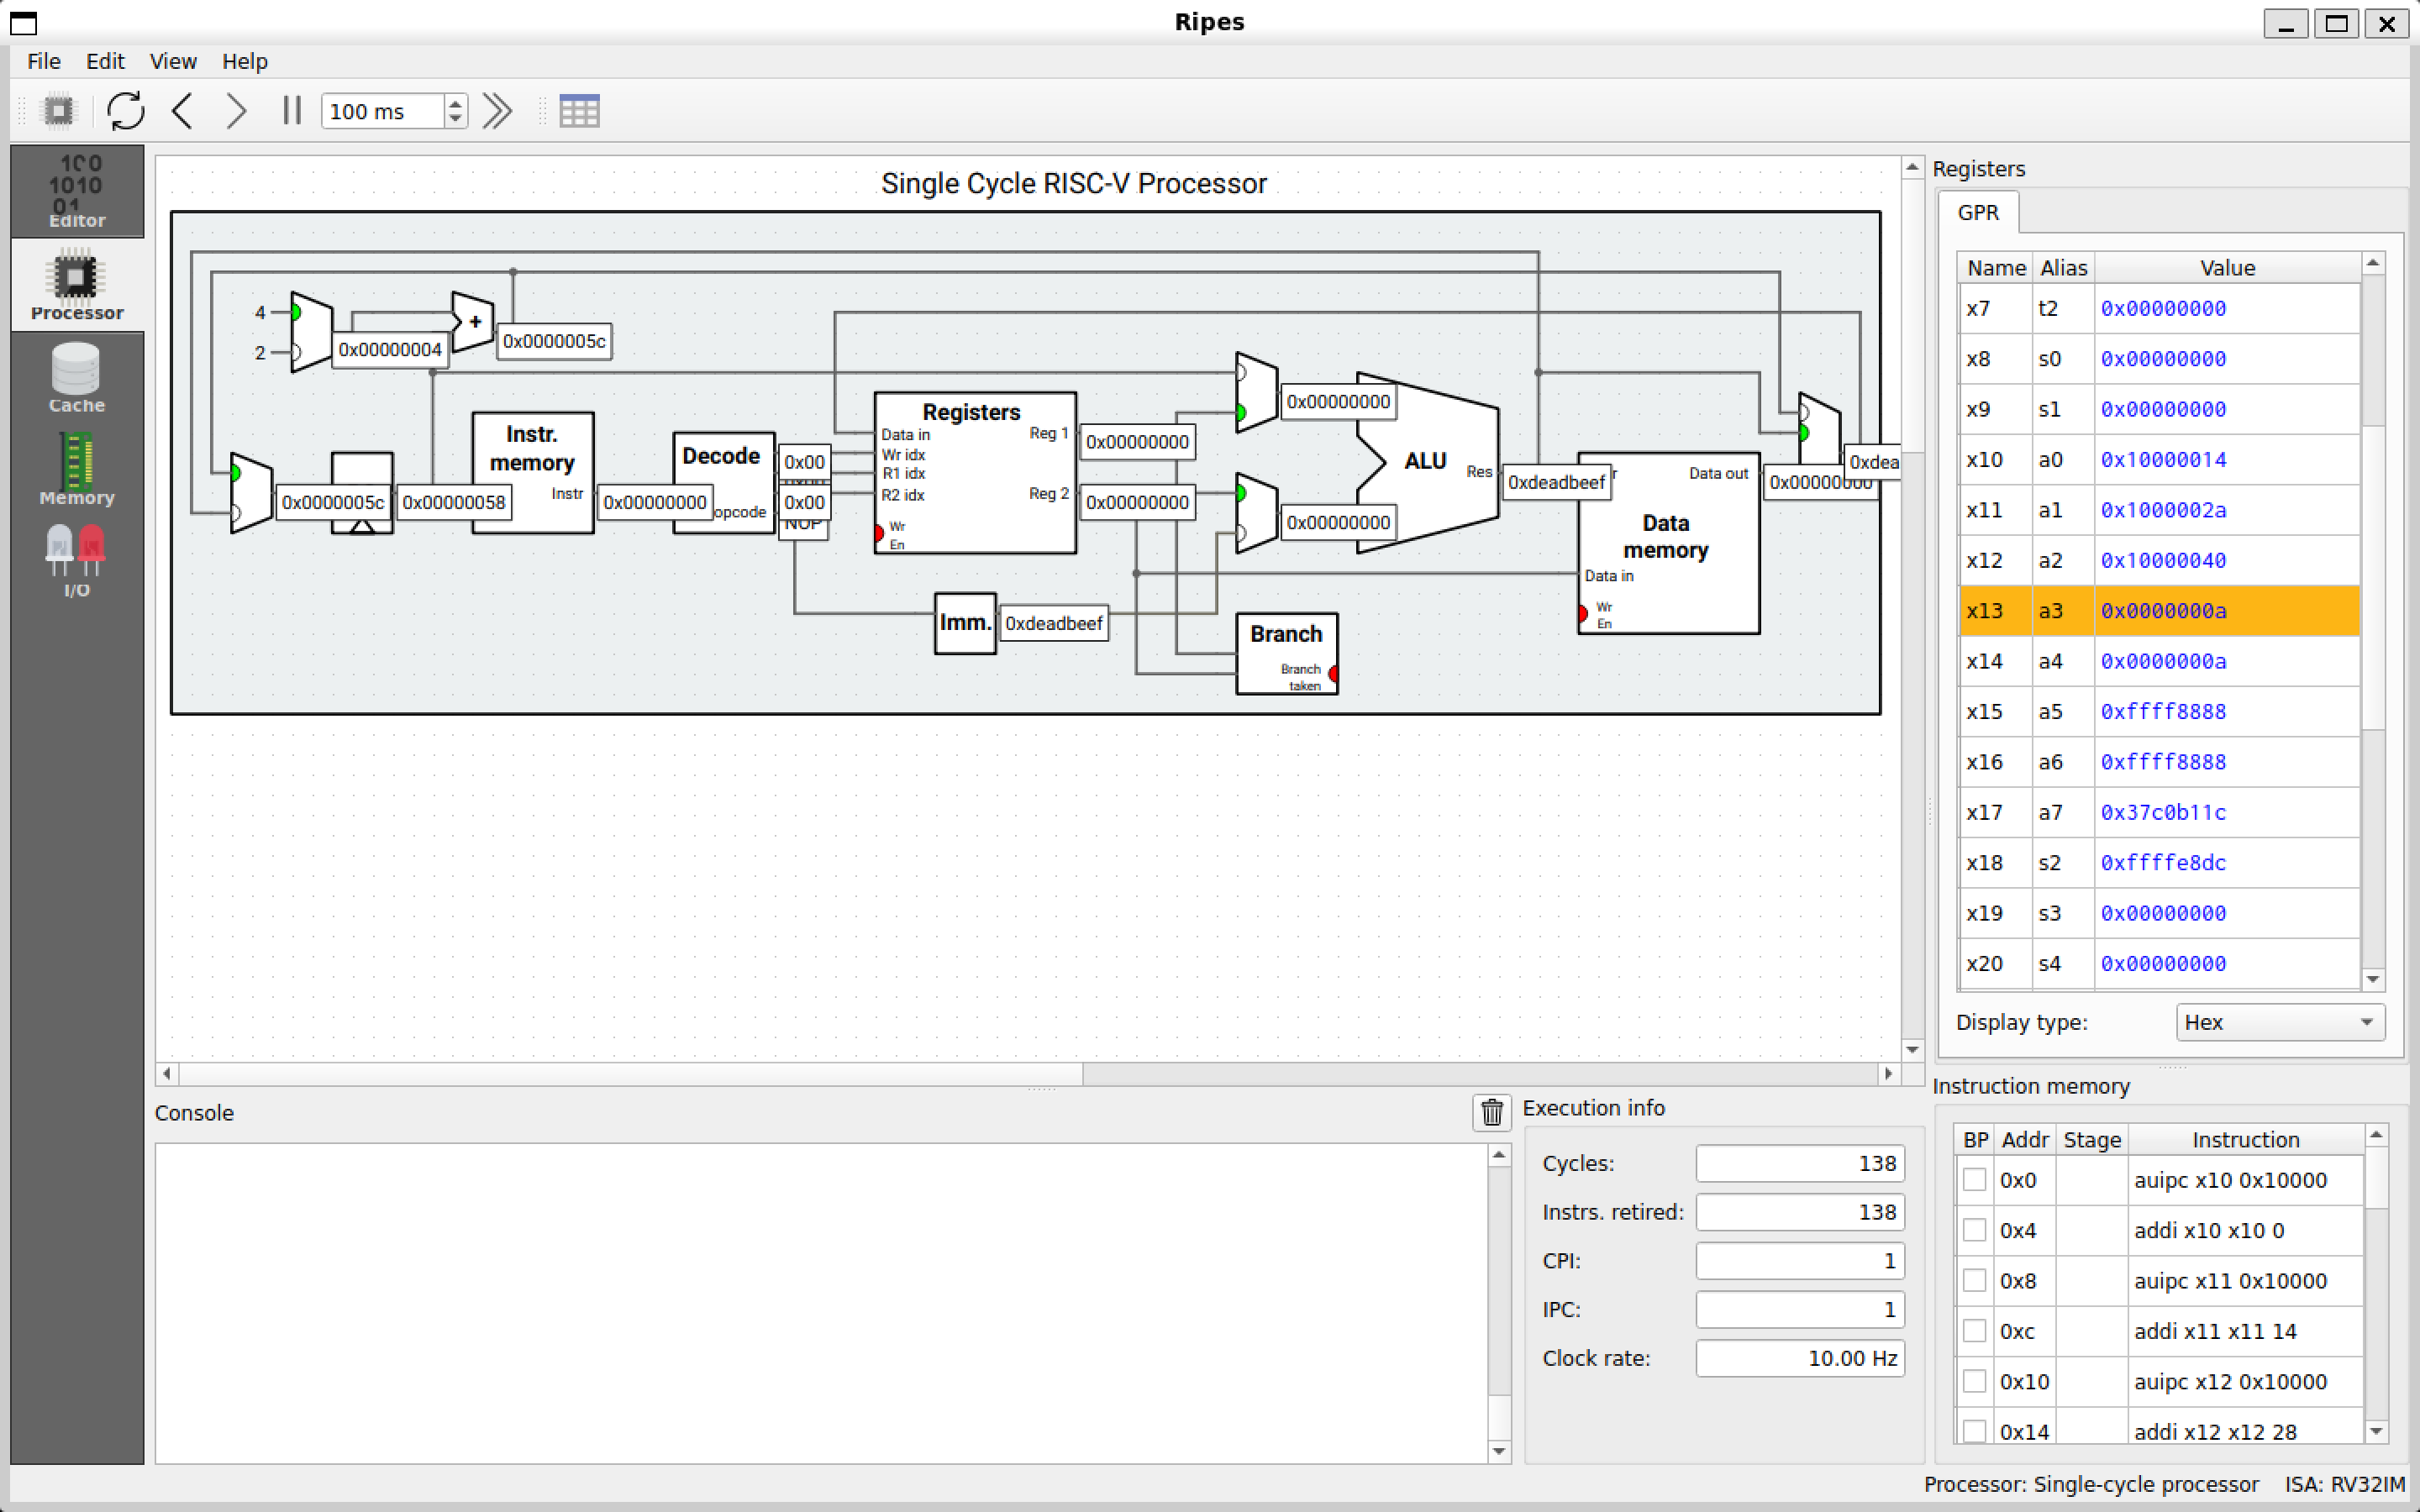 Ripes
File Edit View Help
100 ms
Editor
Processor
Cache
Memory
I/O
Single Cycle RISC-V Processor
4
2
0x00000004
+
0x0000005c
0x0000005c
0x00000058
Instr. memory
Instr
0x00000000
Decode
opcode
0x00
0x00
NOP
Registers
Data in
Wr idx
R1 idx
R2 idx
Wr En
Reg 1
Reg 2
0x00000000
0x00000000
Imm.
0xdeadbeef
0x00000000
0x00000000
ALU
Res
0xdeadbeef
r
Branch
Branch taken
Data memory
Data out
Data in
Wr En
0x00000000
0xdea
Registers
GPR
Name Alias Value
x7 t2 0x00000000
x8 s0 0x00000000
x9 s1 0x00000000
x10 a0 0x10000014
x11 a1 0x1000002a
x12 a2 0x10000040
x13 a3 0x0000000a
x14 a4 0x0000000a
x15 a5 0xffff8888
x16 a6 0xffff8888
x17 a7 0x37c0b11c
x18 s2 0xffffe8dc
x19 s3 0x00000000
x20 s4 0x00000000
Display type: Hex
Console
Execution info
Cycles: 138
Instrs. retired: 138
CPI: 1
IPC: 1
Clock rate: 10.00 Hz
Instruction memory
BP Addr Stage Instruction
0x0 auipc x10 0x10000
0x4 addi x10 x10 0
0x8 auipc x11 0x10000
0xc addi x11 x11 14
0x10 auipc x12 0x10000
0x14 addi x12 x12 28
Processor: Single-cycle processor ISA: RV32IM